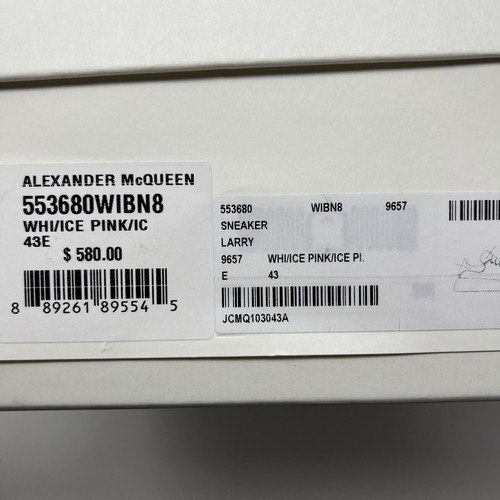 ALEXANDER McQUEEN
553680WIBN8
WHI/ICE PINK/IC
43E
$ 580.00
8 89261 89554 5
553680 WIBN8 9657
SNEAKER
LARRY
9657 WHI/ICE PINK/ICE PI.
E 43
JCMQ103043A